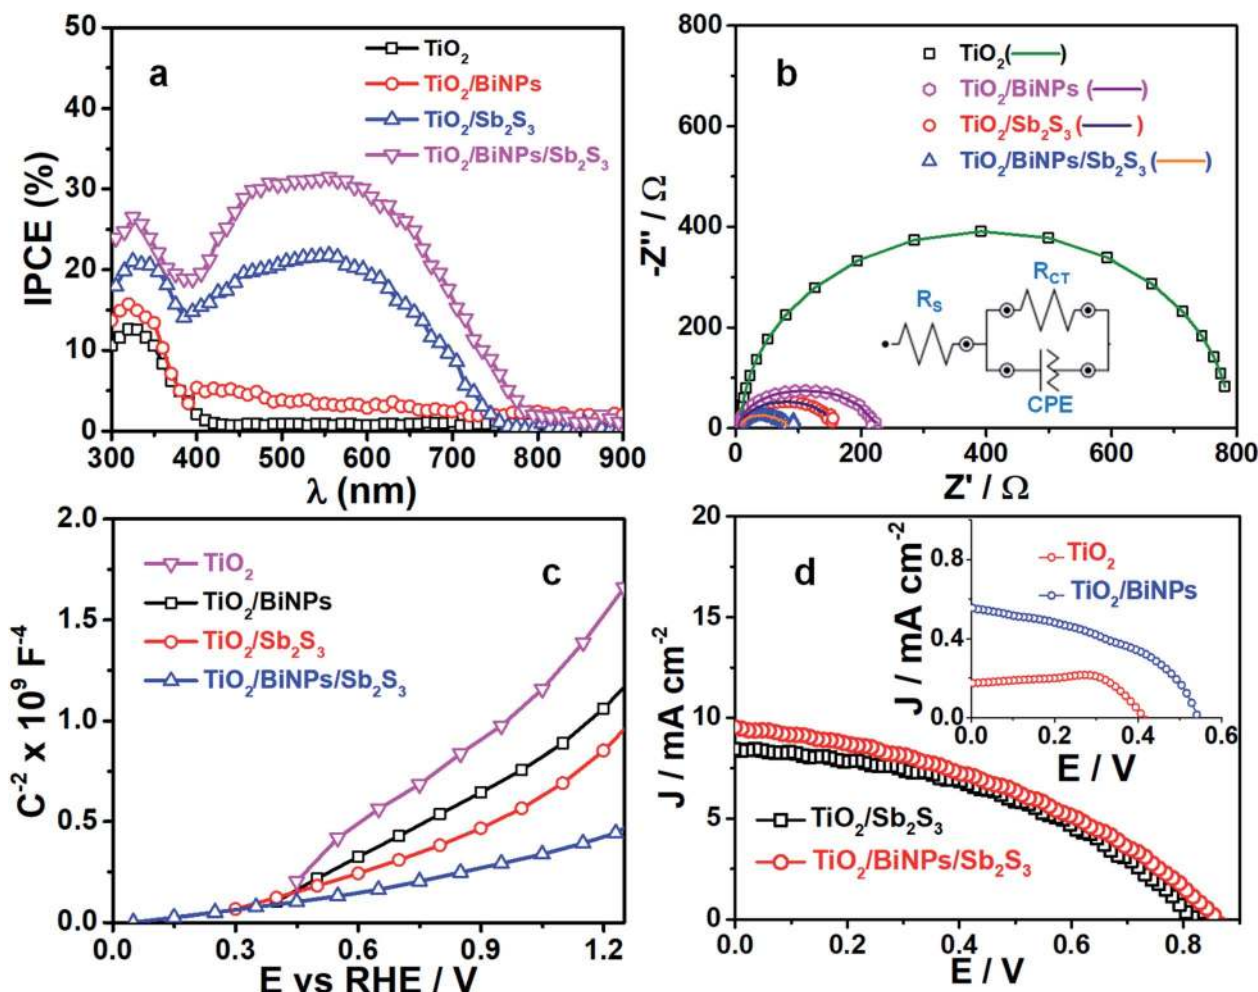 50
40
30
20
10
0
IPCE (%)
a
TiO2
TiO2/BiNPs
TiO2/Sb2S3
TiO2/BiNPs/Sb2S3
300 400 500 600 700 800 900
λ (nm)
800
600
400
200
0
-Z'' / Ω
b
TiO2 (—)
TiO2/BiNPs (—)
TiO2/Sb2S3 (—)
TiO2/BiNPs/Sb2S3 (—)
RS
RCT
CPE
0 200 400 600 800
Z' / Ω
2.0
1.5
1.0
0.5
0.0
C-2 x 109 F-4
c
TiO2
TiO2/BiNPs
TiO2/Sb2S3
TiO2/BiNPs/Sb2S3
0.0 0.3 0.6 0.9 1.2
E vs RHE / V
20
15
10
5
0
J / mA cm-2
d
TiO2/Sb2S3
TiO2/BiNPs/Sb2S3
0.0 0.2 0.4 0.6 0.8
E / V
0.8
0.4
0.0
J / mA cm-2
TiO2
TiO2/BiNPs
0.0 0.2 0.4 0.6
E / V